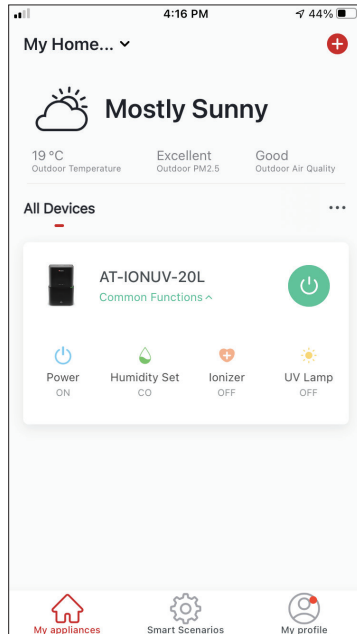 4:16 PM 44%
My Home...
Mostly Sunny
19 °C Excellent Good
Outdoor Temperature Outdoor PM2.5 Outdoor Air Quality
All Devices
AT-IONUV-20L
Common Functions
Power Humidity Set Ionizer UV Lamp
ON CO OFF OFF
My appliances Smart Scenarios My profile